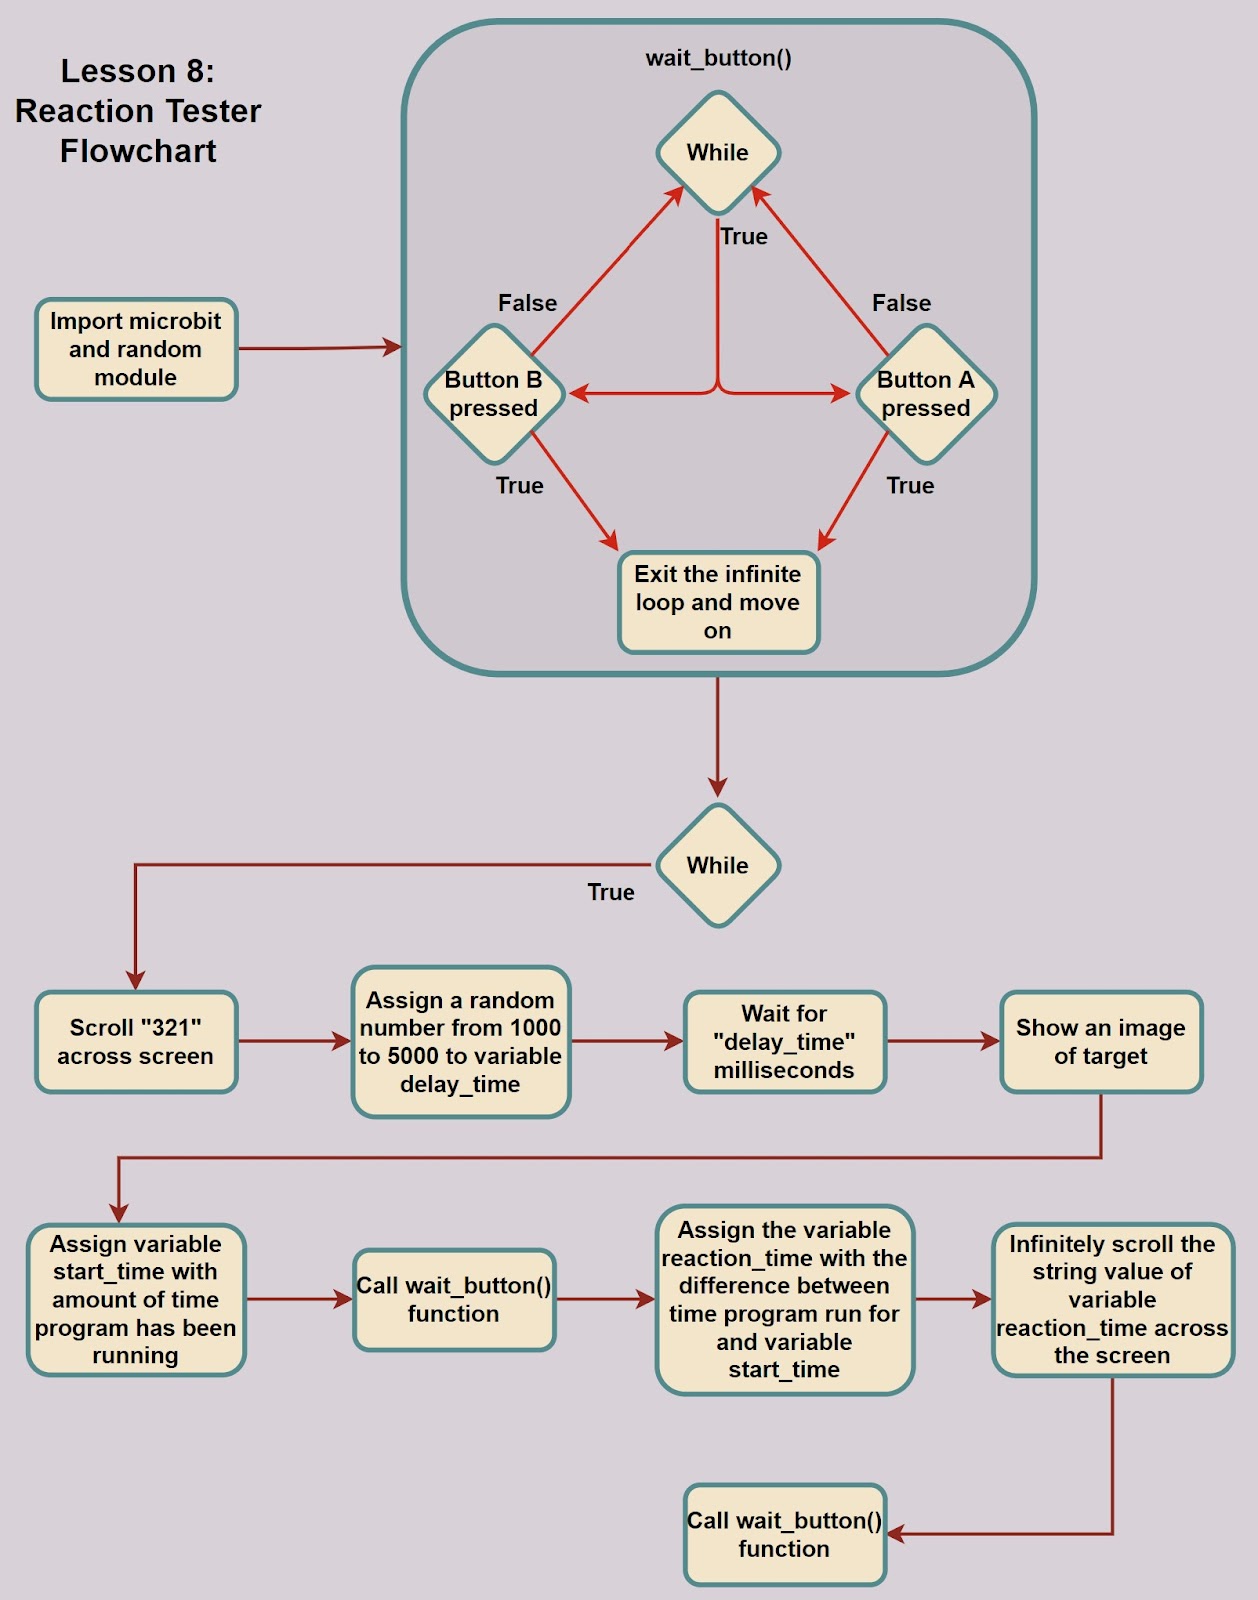 Lesson 8:
Reaction Tester
Flowchart
wait_button()
While
True
False
False
Import microbit
and random
module
Button B
pressed
Button A
pressed
True
True
Exit the infinite
loop and move
on
While
True
Scroll "321"
across screen
Assign a random
number from 1000
to 5000 to variable
delay_time
Wait for
"delay_time"
milliseconds
Show an image
of target
Assign variable
start_time with
amount of time
program has been
running
Call wait_button()
function
Assign the variable
reaction_time with the
difference between
time program run for
and variable
start_time
Infinitely scroll the
string value of
variable
reaction_time across
the screen
Call wait_button()
function